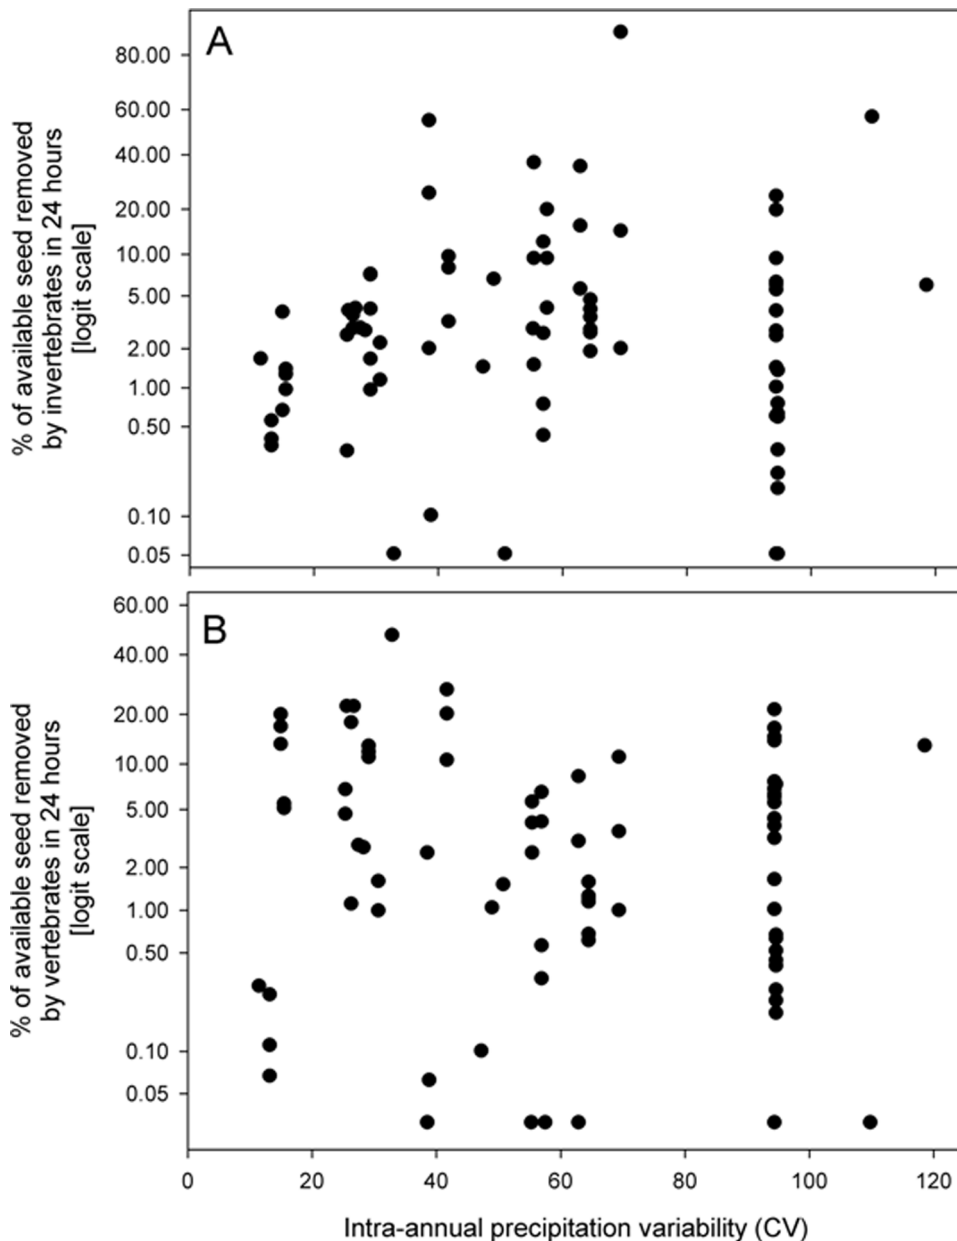 A
% of available seed removed
by invertebrates in 24 hours
[logit scale]
80.00
60.00
40.00
20.00
10.00
5.00
2.00
1.00
0.50
0.10
0.05
B
% of available seed removed
by vertebrates in 24 hours
[logit scale]
60.00
40.00
20.00
10.00
5.00
2.00
1.00
0.50
0.10
0.05
0 20 40 60 80 100 120
Intra-annual precipitation variability (CV)